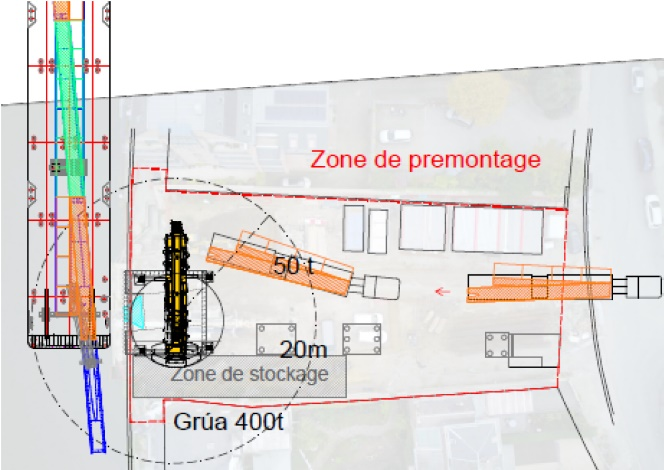 Zone de premontage
50 t
20m
Zone de stockage
Grúa 400t